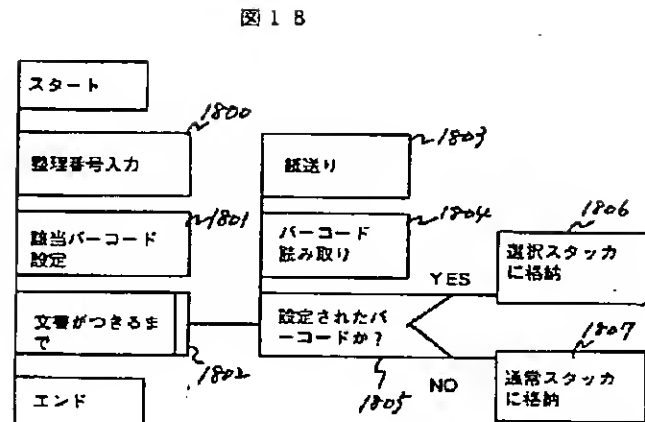 図18
スタート
1800
整理番号入力
1801
該当バーコード
設定
文書がつきるま
で
1802
エンド
1803
紙送り
1804
バーコード
読み取り
設定されたバ
ーコードか?
1805
YES
NO
1806
選択スタッカ
に格納
1807
通常スタッカ
に格納